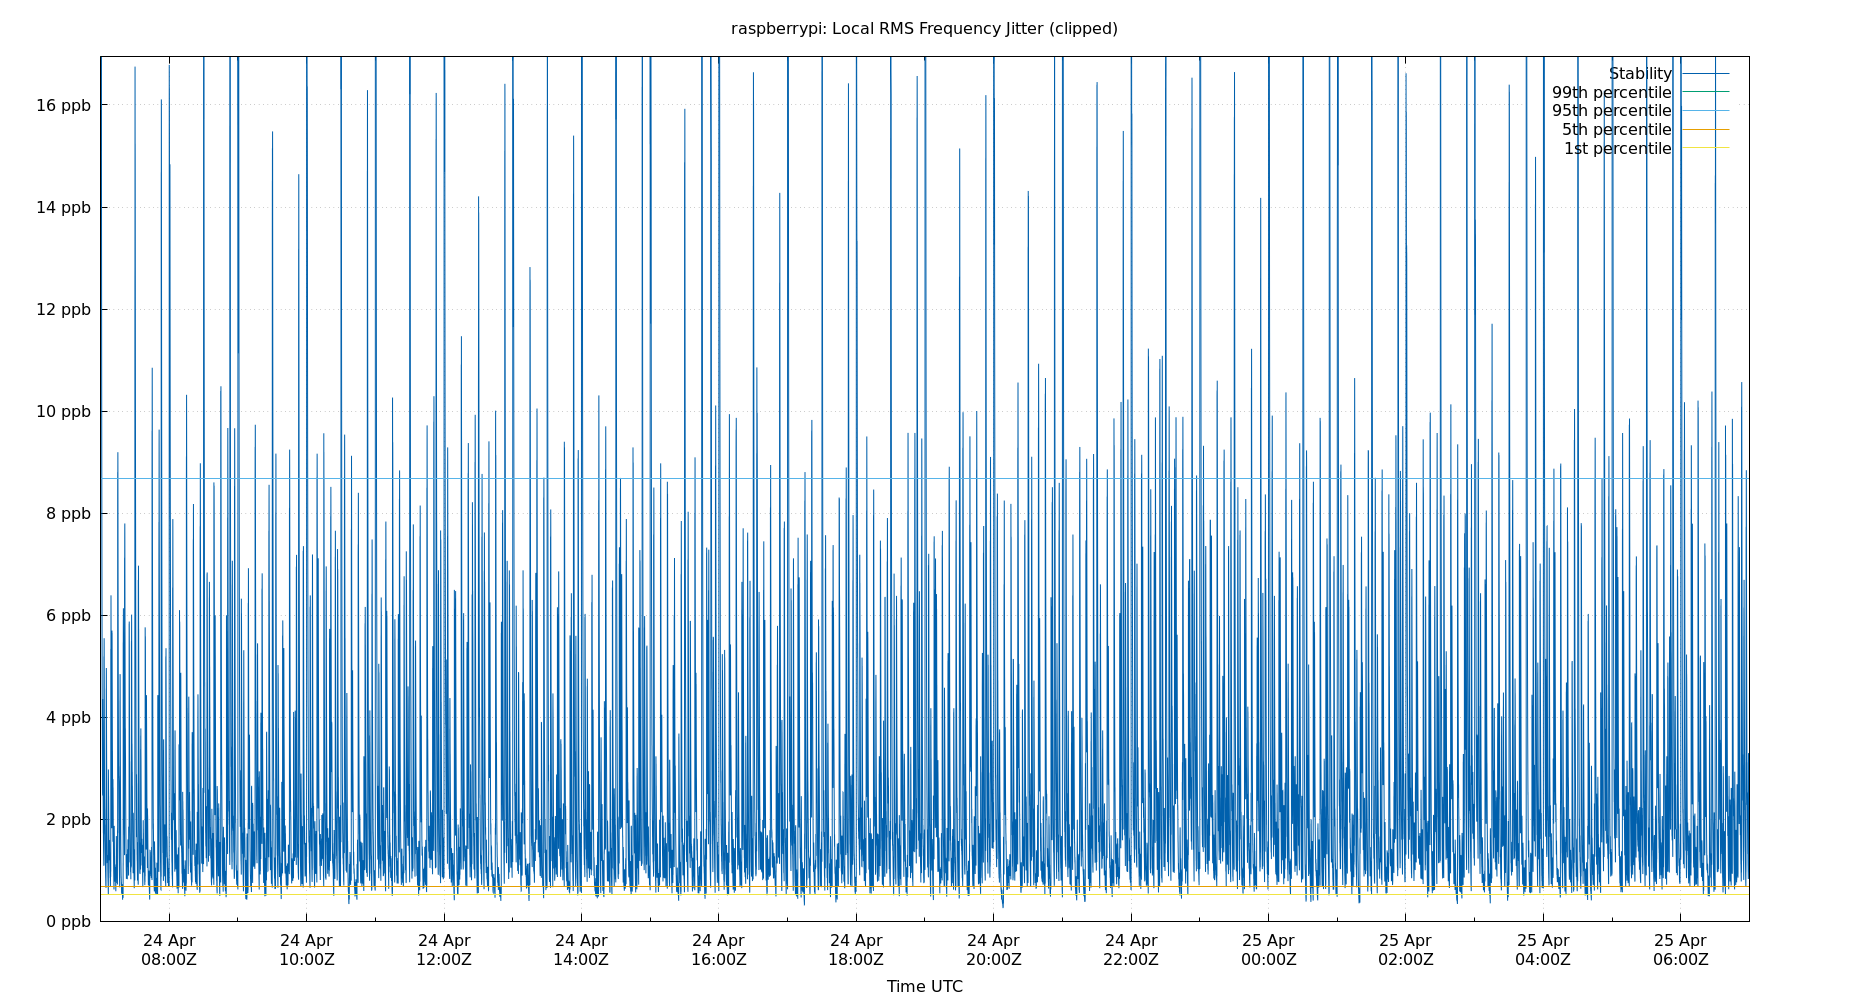 raspberrypi: Local RMS Frequency Jitter (clipped)
Stability
99th percentile
95th percentile
5th percentile
1st percentile
16 ppb
14 ppb
12 ppb
10 ppb
8 ppb
6 ppb
4 ppb
2 ppb
0 ppb
24 Apr 24 Apr 24 Apr 24 Apr 24 Apr 24 Apr 24 Apr 24 Apr 25 Apr 25 Apr 25 Apr 25 Apr
08:00Z 10:00Z 12:00Z 14:00Z 16:00Z 18:00Z 20:00Z 22:00Z 00:00Z 02:00Z 04:00Z 06:00Z
Time UTC